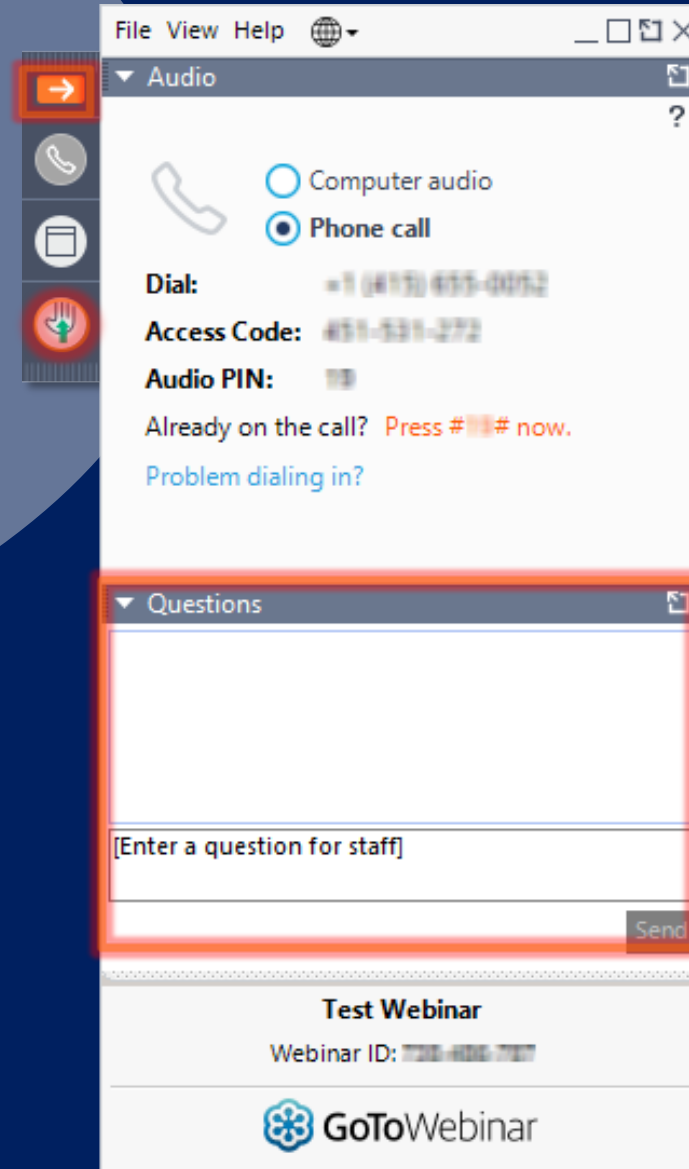 File View Help
Audio
?
Computer audio
Phone call
Dial:
Access Code:
Audio PIN:
Already on the call? Press # # now.
Problem dialing in?
Questions
[Enter a question for staff]
Send
Test Webinar
Webinar ID:
GoToWebinar